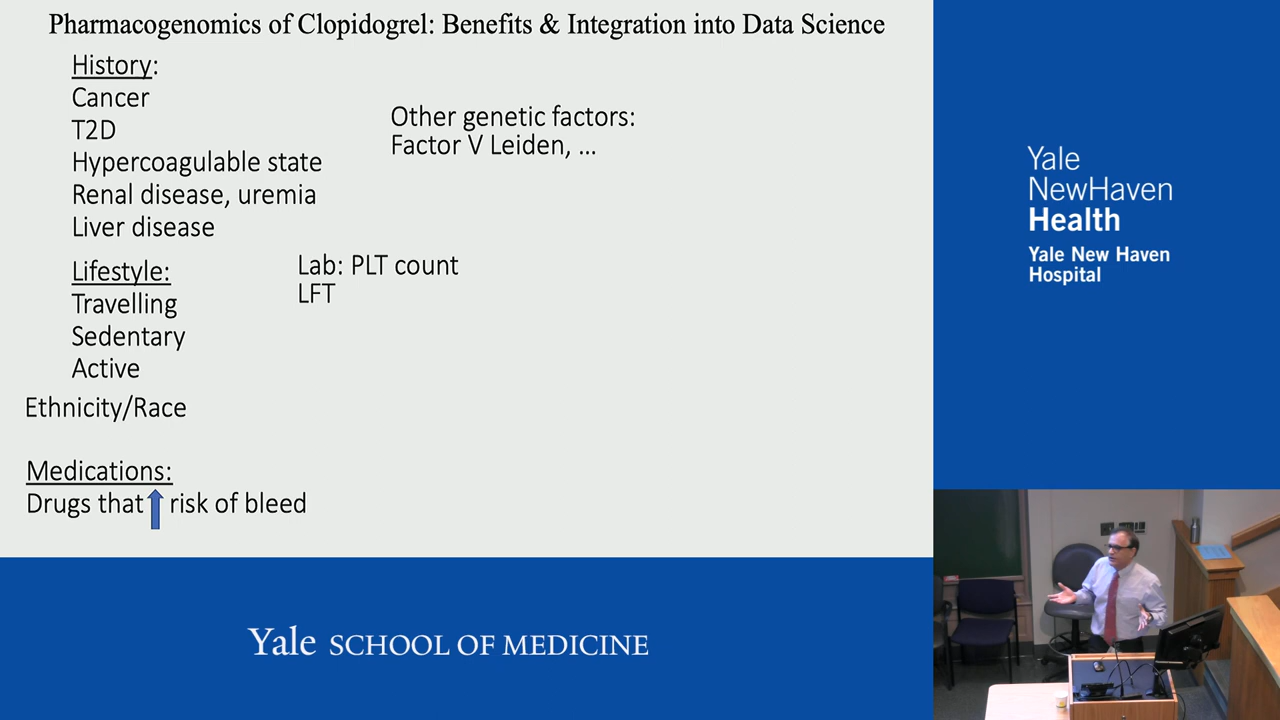 Pharmacogenomics of Clopidogrel: Benefits & Integration into Data Science
History:
Cancer
T2D
Hypercoagulable state
Renal disease, uremia
Liver disease
Other genetic factors:
Factor V Leiden, ...
Lifestyle:
Travelling
Sedentary
Active
Lab: PLT count
LFT
Ethnicity/Race
Medications:
Drugs that risk of bleed
Yale
NewHaven
Health
Yale New Haven
Hospital
Yale SCHOOL OF MEDICINE